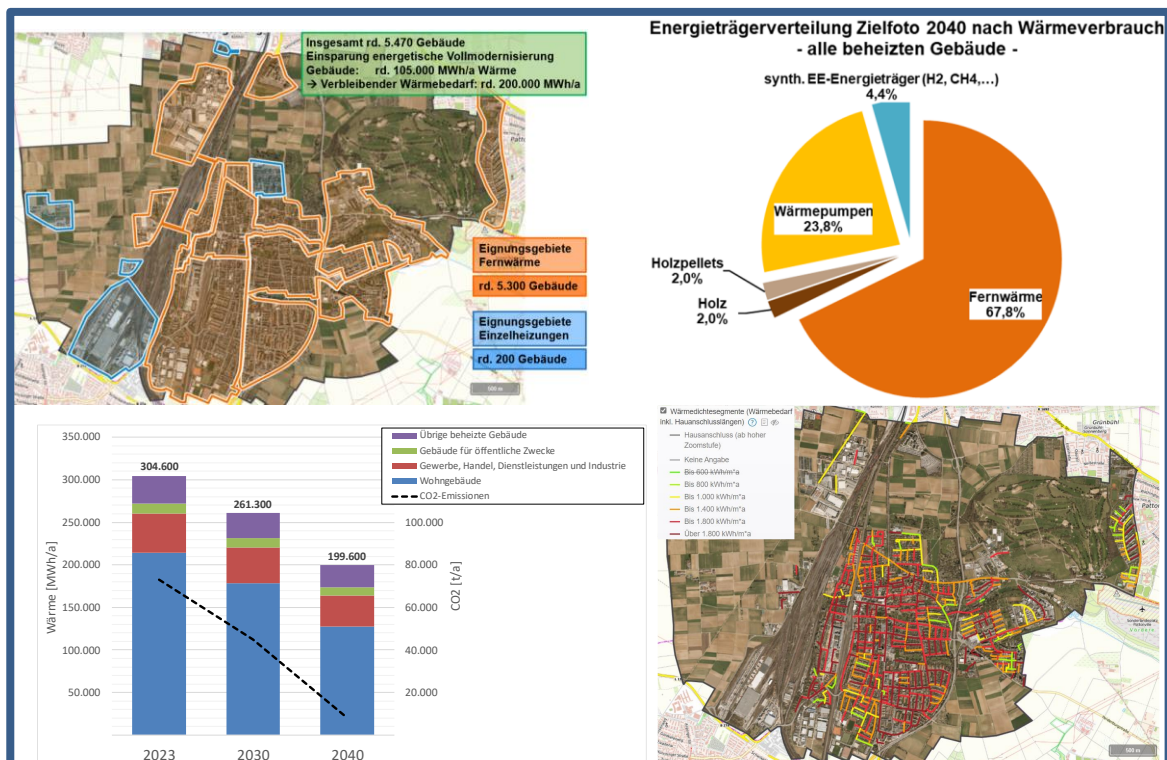 Insgesamt rd. 5.470 Gebäude
Einsparung energetische Vollmodernisierung
Gebäude: rd. 105.000 MWh/a Wärme
→ Verbleibender Wärmebedarf: rd. 200.000 MWh/a
Eignungsgebiete
Fernwärme
rd. 5.300 Gebäude
Eignungsgebiete
Einzelheizungen
rd. 200 Gebäude
500 m
Energieträgerverteilung Zielfoto 2040 nach Wärmeverbrauch
- alle beheizten Gebäude -
synth. EE-Energieträger (H2, CH4,...)
4,4%
Wärmepumpen
23,8%
Holzpellets
2,0%
Holz
2,0%
Fernwärme
67,8%
Übrige beheizte Gebäude
Gebäude für öffentliche Zwecke
Gewerbe, Handel, Dienstleistungen und Industrie
Wohngebäude
CO2-Emissionen
Wärme [MWh/a]
350.000
300.000
250.000
200.000
150.000
100.000
50.000
304.600
261.300
199.600
100.000
80.000
60.000
40.000
20.000
CO2 [t/a]
2023
2030
2040
Wärmedichtesegmente (Wärmebedarf
inkl. Hauanschlusslängen)
Hausanschluss (ab hoher
Zoomstufe)
Keine Angabe
Bis 600 kWh/m*a
Bis 800 kWh/m*a
Bis 1.000 kWh/m*a
Bis 1.400 kWh/m*a
Bis 1.800 kWh/m*a
Über 1.800 kWh/m*a
Grünbühl
500 m